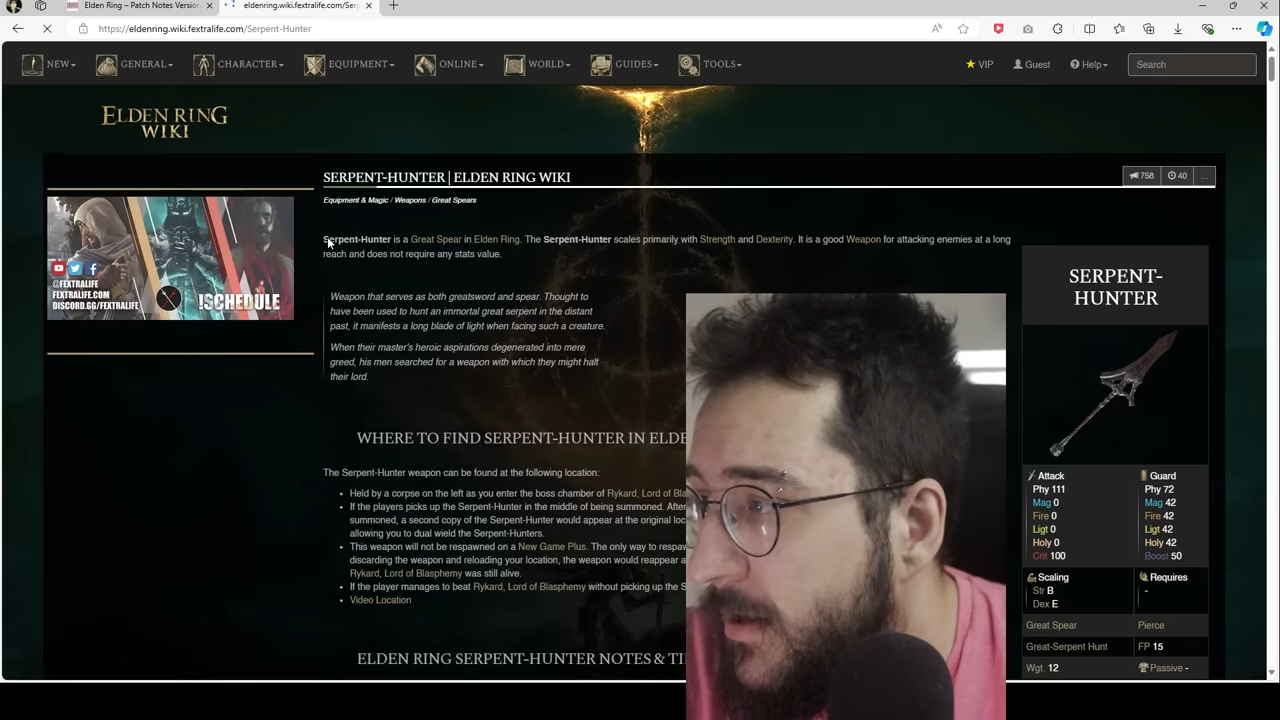 Elden Ring – Patch Notes Version
eldenring.wiki.fextralife.com/Ser
https://eldenring.wiki.fextralife.com/Serpent-Hunter
NEW
GENERAL
CHARACTER
EQUIPMENT
ONLINE
WORLD
GUIDES
TOOLS
VIP
Guest
Help
Search
ELDEN RING
WIKI
SERPENT-HUNTER | ELDEN RING WIKI
758
40
...
Equipment & Magic / Weapons / Great Spears
@FEXTRALIFE
FEXTRALIFE.COM
DISCORD.GG/FEXTRALIFE
!SCHEDULE
Serpent-Hunter is a Great Spear in Elden Ring. The Serpent-Hunter scales primarily with Strength and Dexterity. It is a good Weapon for attacking enemies at a long
reach and does not require any stats value.
Weapon that serves as both greatsword and spear. Thought to
have been used to hunt an immortal great serpent in the distant
past, it manifests a long blade of light when facing such a creature.
When their master's heroic aspirations degenerated into mere
greed, his men searched for a weapon with which they might halt
their lord.
WHERE TO FIND SERPENT-HUNTER IN ELDE
The Serpent-Hunter weapon can be found at the following location:
Held by a corpse on the left as you enter the boss chamber of Rykard, Lord of Bla
If the players picks up the Serpent-Hunter in the middle of being summoned. After
summoned, a second copy of the Serpent-Hunter would appear at the original loc
allowing you to dual wield the Serpent-Hunters.
This weapon will not be respawned on a New Game Plus. The only way to respaw
discarding the weapon and reloading your location, the weapon would reappear a
Rykard, Lord of Blasphemy was still alive.
If the player manages to beat Rykard, Lord of Blasphemy without picking up the S
Video Location
ELDEN RING SERPENT-HUNTER NOTES & TI
SERPENT-
HUNTER
Attack
Phy 111
Mag 0
Fire 0
Ligt 0
Holy 0
Crit 100
Guard
Phy 72
Mag 42
Fire 42
Ligt 42
Holy 42
Boost 50
Scaling
Str B
Dex E
Requires
-
Great Spear
Pierce
Great-Serpent Hunt
FP 15
Wgt. 12
Passive -